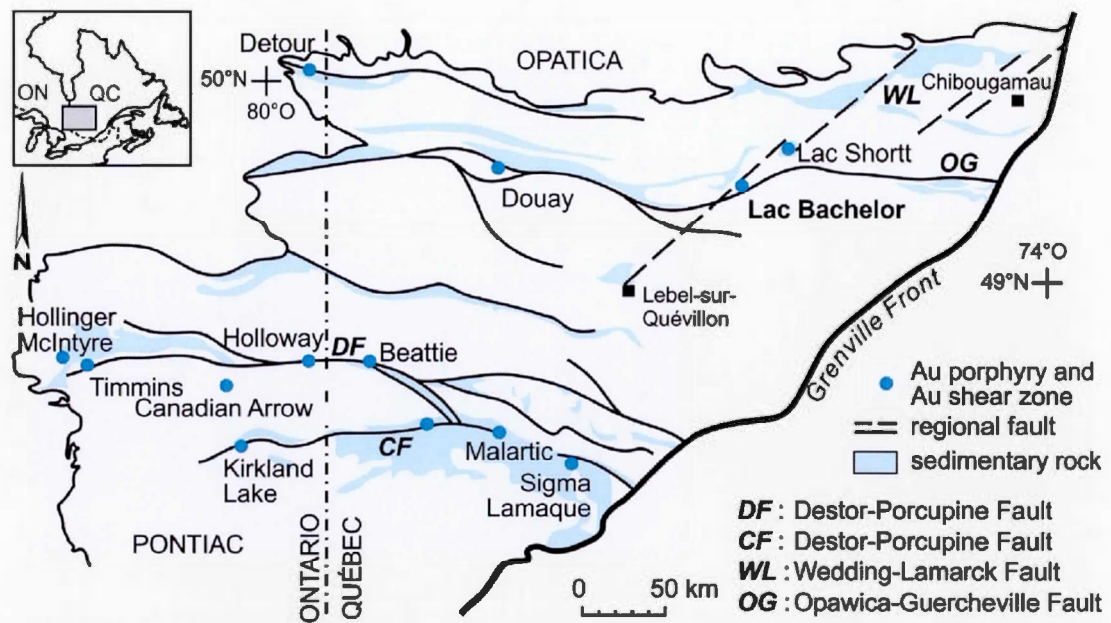 ON
QC
Detour
50°N
80°O
OPATICA
WL
Chibougamau
Lac Shortt
OG
Douay
Lac Bachelor
N
74°O
49°N
Lebel-sur-
Quévillon
Grenville Front
Hollinger
McIntyre
Holloway
DF
Beattie
Timmins
Canadian Arrow
CF
Malartic
Kirkland
Lake
Sigma
Lamaque
PONTIAC
ONTARIO
QUÉBEC
0 50 km
Au porphyry and
Au shear zone
regional fault
sedimentary rock
DF : Destor-Porcupine Fault
CF : Destor-Porcupine Fault
WL : Wedding-Lamarck Fault
OG : Opawica-Guercheville Fault